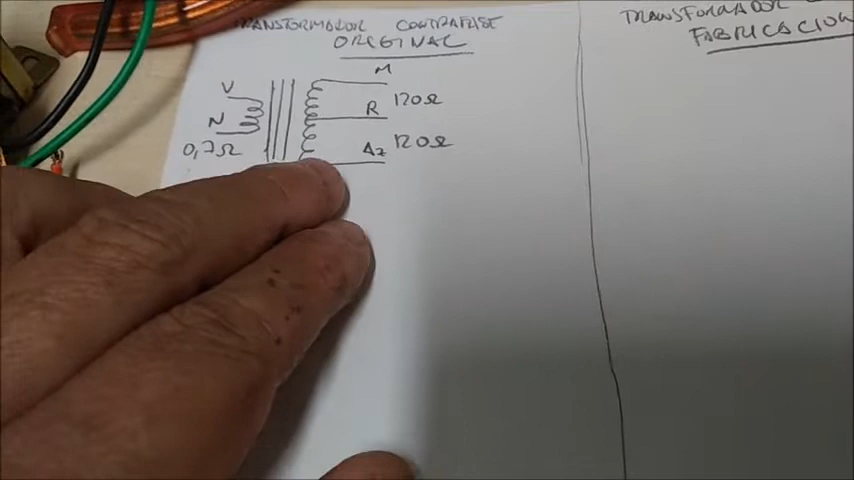 TRANSFORMADOR CONTRAFASE
ORIGINAL
V
N
0,7Ω
M
R 120Ω
Az 120Ω
TRANSFORMADOR
FABRICACION